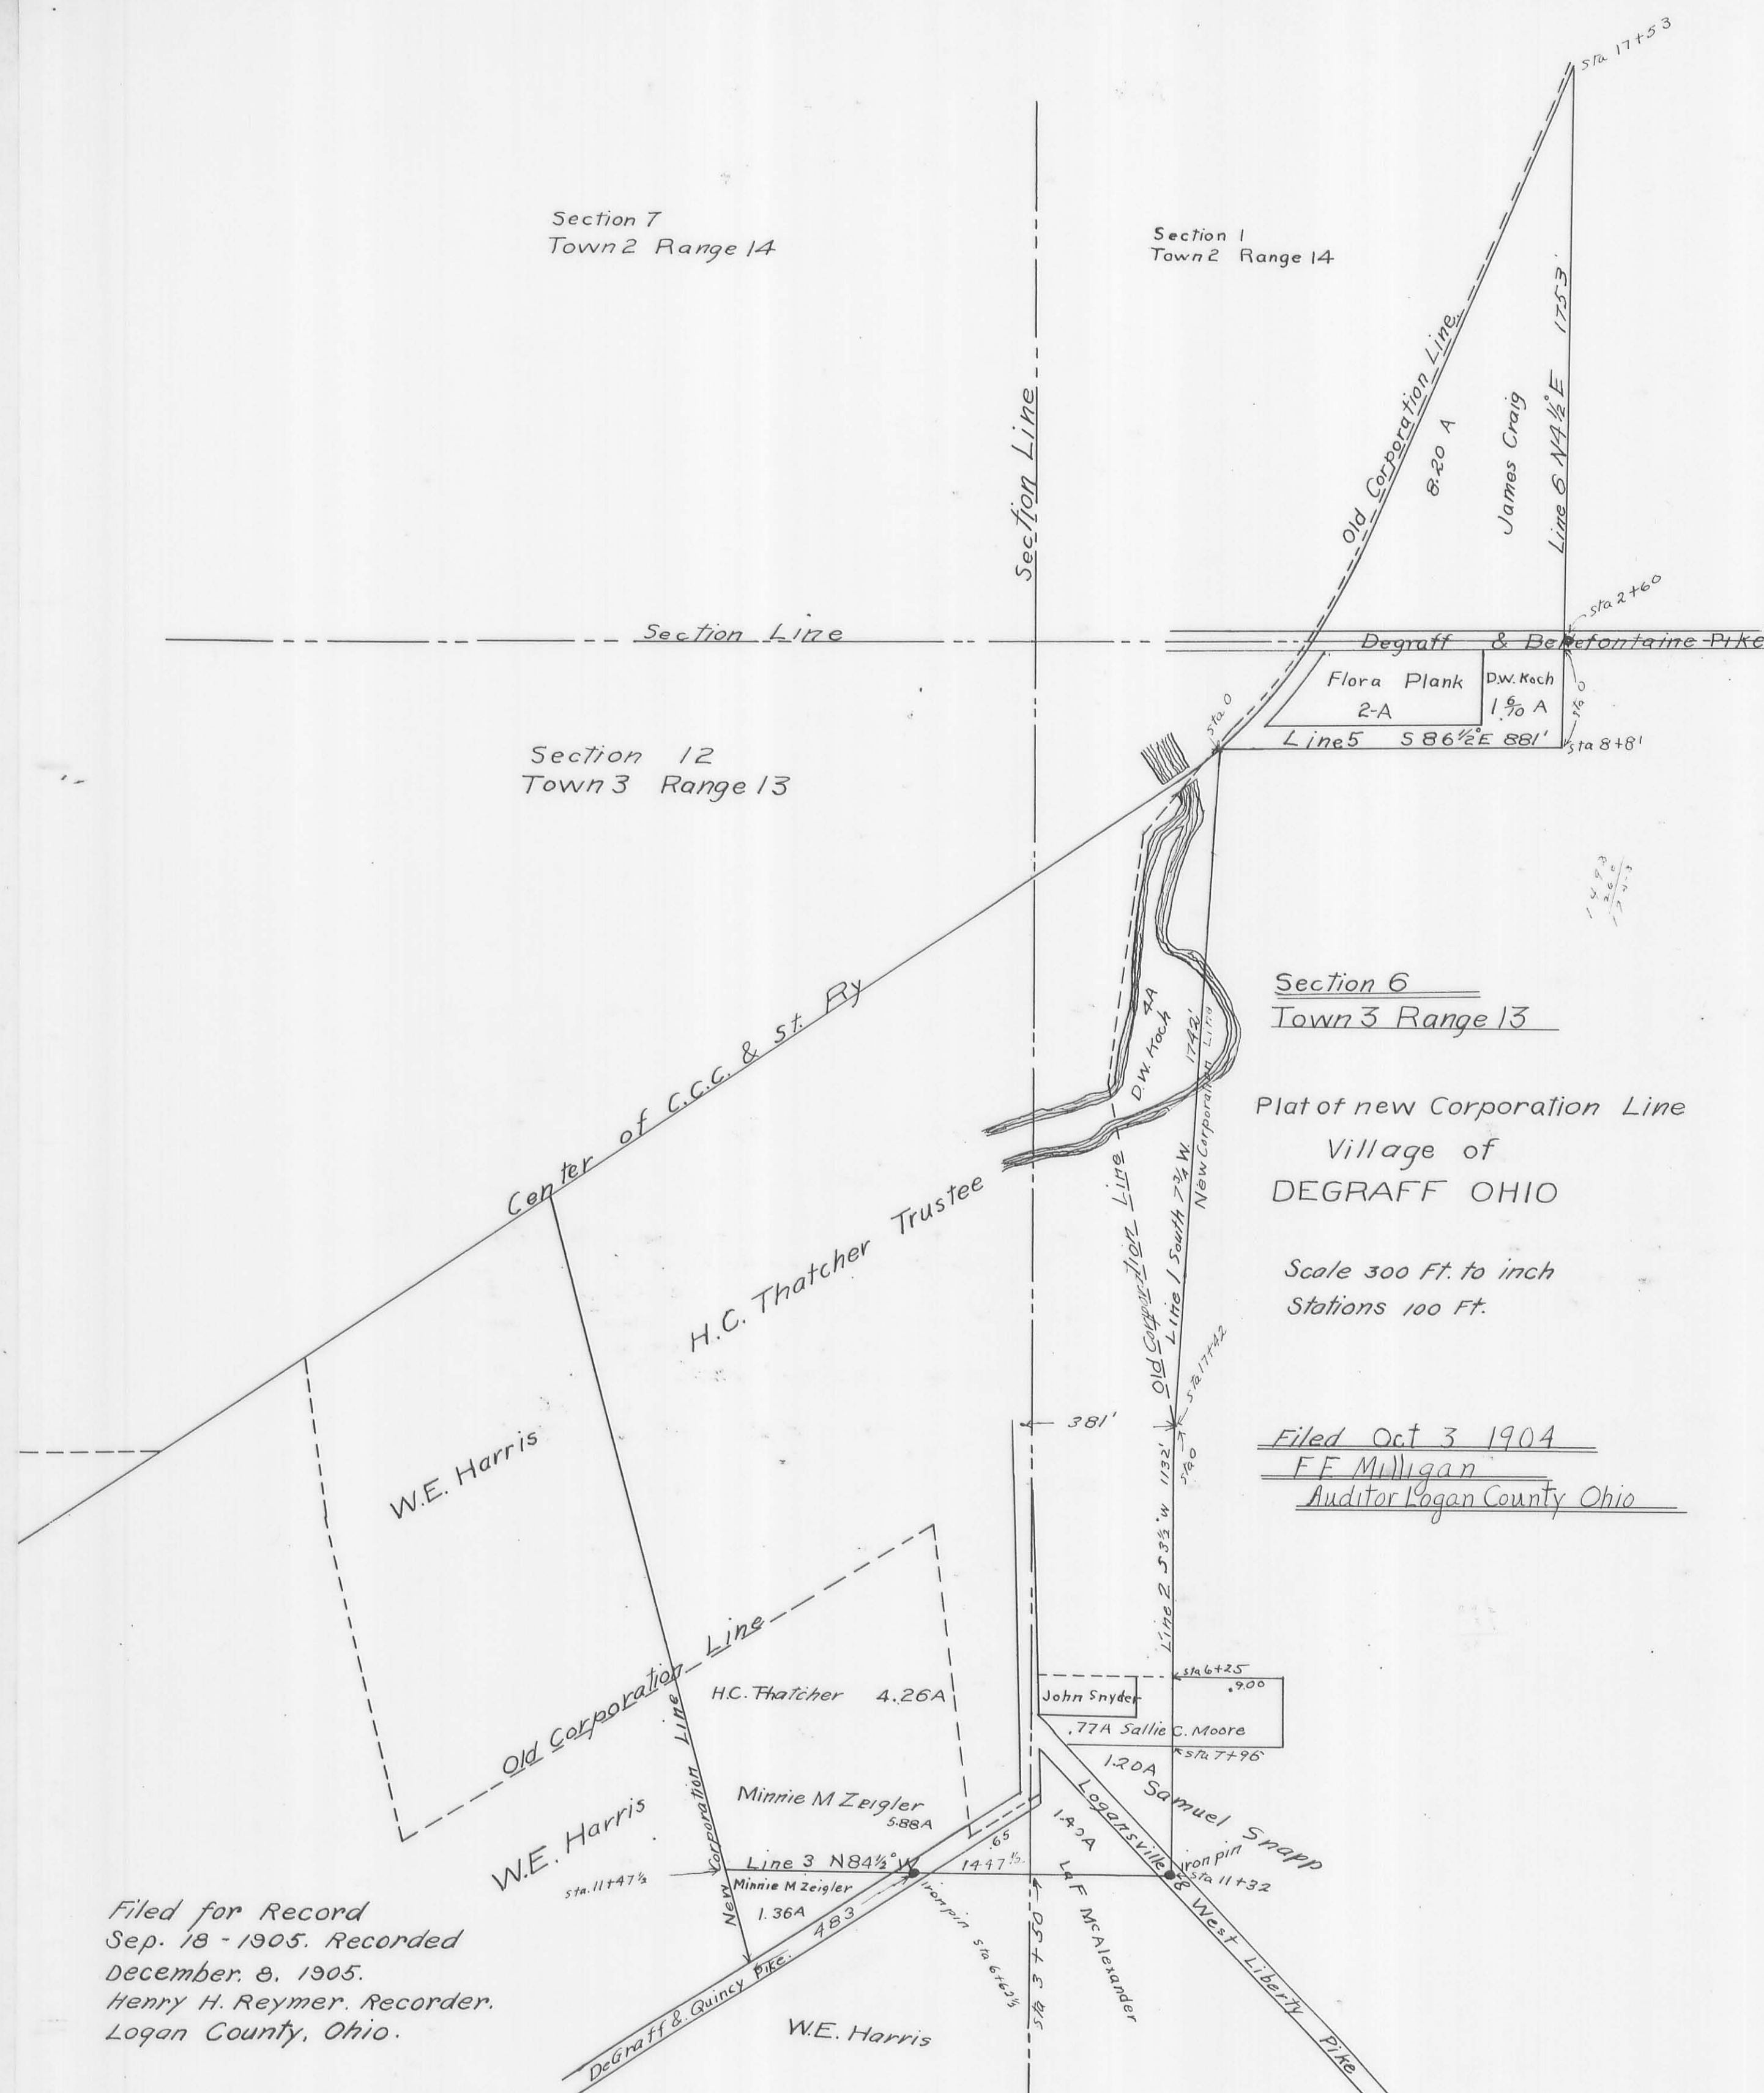 sta 17+53
Section 7
Town 2 Range 14
Section 1
Town 2 Range 14
Old Corporation Line
8.20 A
James Craig
Line 6 N4½°E 1753'
Section Line
Section Line
sta 2+60
Degraff & Bellefontaine Pike
Flora Plank
2-A
D.W. Koch
1 6/10 A
sta 0
sta 0
Line 5 S 86½°E 881'
sta 8+81
Section 12
Town 3 Range 13
1493
260
1753
Section 6
Town 3 Range 13
Center of C.C.C. & St. Ry
D.W. Koch 4A
1742'
New Corporation Line
Line 1 South 7¾ W.
Old Corporation Line
Plat of new Corporation Line
Village of
DEGRAFF OHIO
H.C. Thatcher Trustee
Scale 300 Ft. to inch
Stations 100 Ft.
sta 17+42
381'
sta 0
Filed Oct 3 1904
F F Milligan
Auditor Logan County Ohio
W.E. Harris
Line 2 S3½°W 1132'
Old Corporation Line
H.C. Thatcher 4.26A
John Snyder
sta 6+25
.900
.77A Sallie C. Moore
sta 7+96
1.20A
Samuel Snapp
Minnie M Zeigler
5.88A
W.E. Harris
New Corporation Line
65
1.40A
Line 3 N84½°W
1447½
iron pin
sta 11+32
sta. 11+47½
Minnie M Zeigler
1.36A
483
iron pin sta 6+62½
sta 3+50
La F McAlexander
Logansville & West Liberty Pike
DeGraff & Quincy Pike.
W.E. Harris
Filed for Record
Sep. 18 - 1905. Recorded
December. 8. 1905.
Henry H. Reymer. Recorder.
Logan County, Ohio.